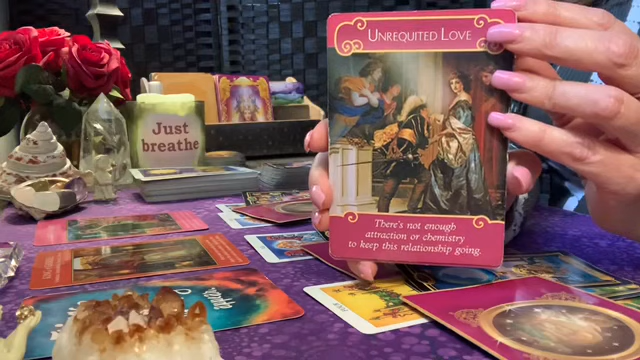 UNREQUITED LOVE
Just
breathe
There's not enough
attraction or chemistry
to keep this relationship going.